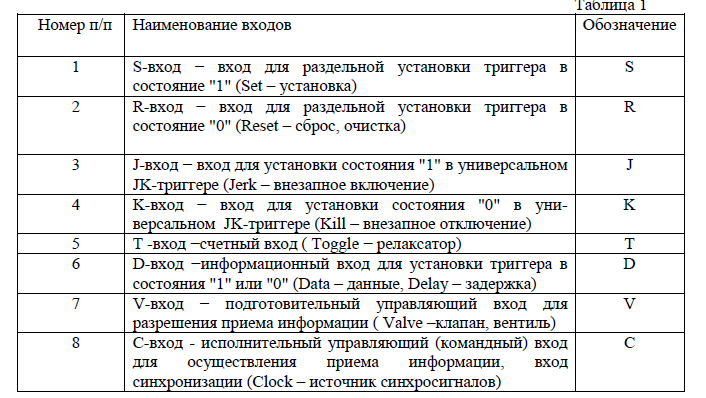 Таблица 1
Номер п/п Наименование входов Обозначение
1 S-вход − вход для раздельной установки триггера в S
состояние "1" (Set – установка)
2 R-вход − вход для раздельной установки триггера в R
состояние "0" (Reset – сброс, очистка)
3 J-вход − вход для установки состояния "1" в универсальном J
JK-триггере (Jerk – внезапное включение)
4 K-вход − вход для установки состояния "0" в уни- K
версальном JK-триггере (Kill – внезапное отключение)
5 T -вход −счетный вход ( Toggle – релаксатор) T
6 D-вход −информационный вход для установки триггера в D
состояния "1" или "0" (Data – данные, Delay – задержка)
7 V-вход − подготовительный управляющий вход для V
разрешения приема информации ( Valve –клапан, вентиль)
8 C-вход - исполнительный управляющий (командный) вход C
для осуществления приема информации, вход
синхронизации (Clock – источник синхросигналов)